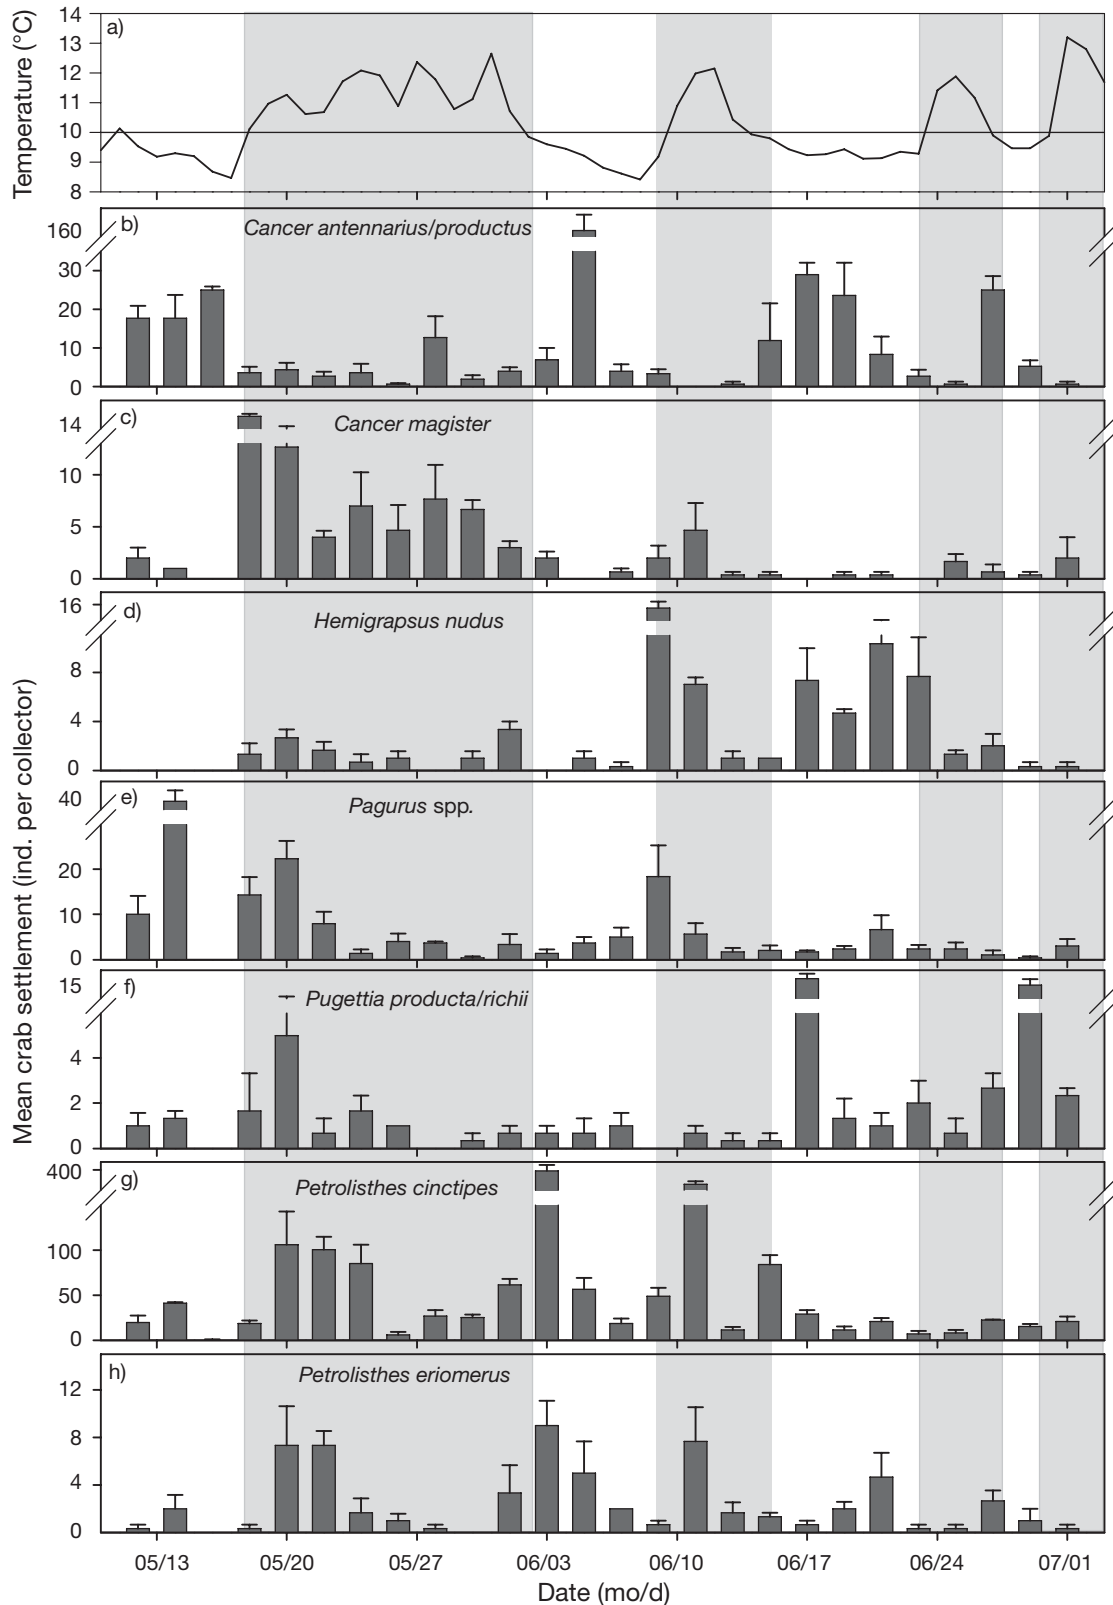 Temperature (°C)
14
13
12
11
10
9
8
a)
Mean crab settlement (ind. per collector)
b)
Cancer antennarius/productus
160
30
20
10
0
c)
Cancer magister
14
10
5
0
d)
Hemigrapsus nudus
16
8
4
0
e)
Pagurus spp.
40
20
10
0
f)
Pugettia producta/richii
15
4
2
0
g)
Petrolisthes cinctipes
400
100
50
0
h)
Petrolisthes eriomerus
12
8
4
0
05/13 05/20 05/27 06/03 06/10 06/17 06/24 07/01
Date (mo/d)